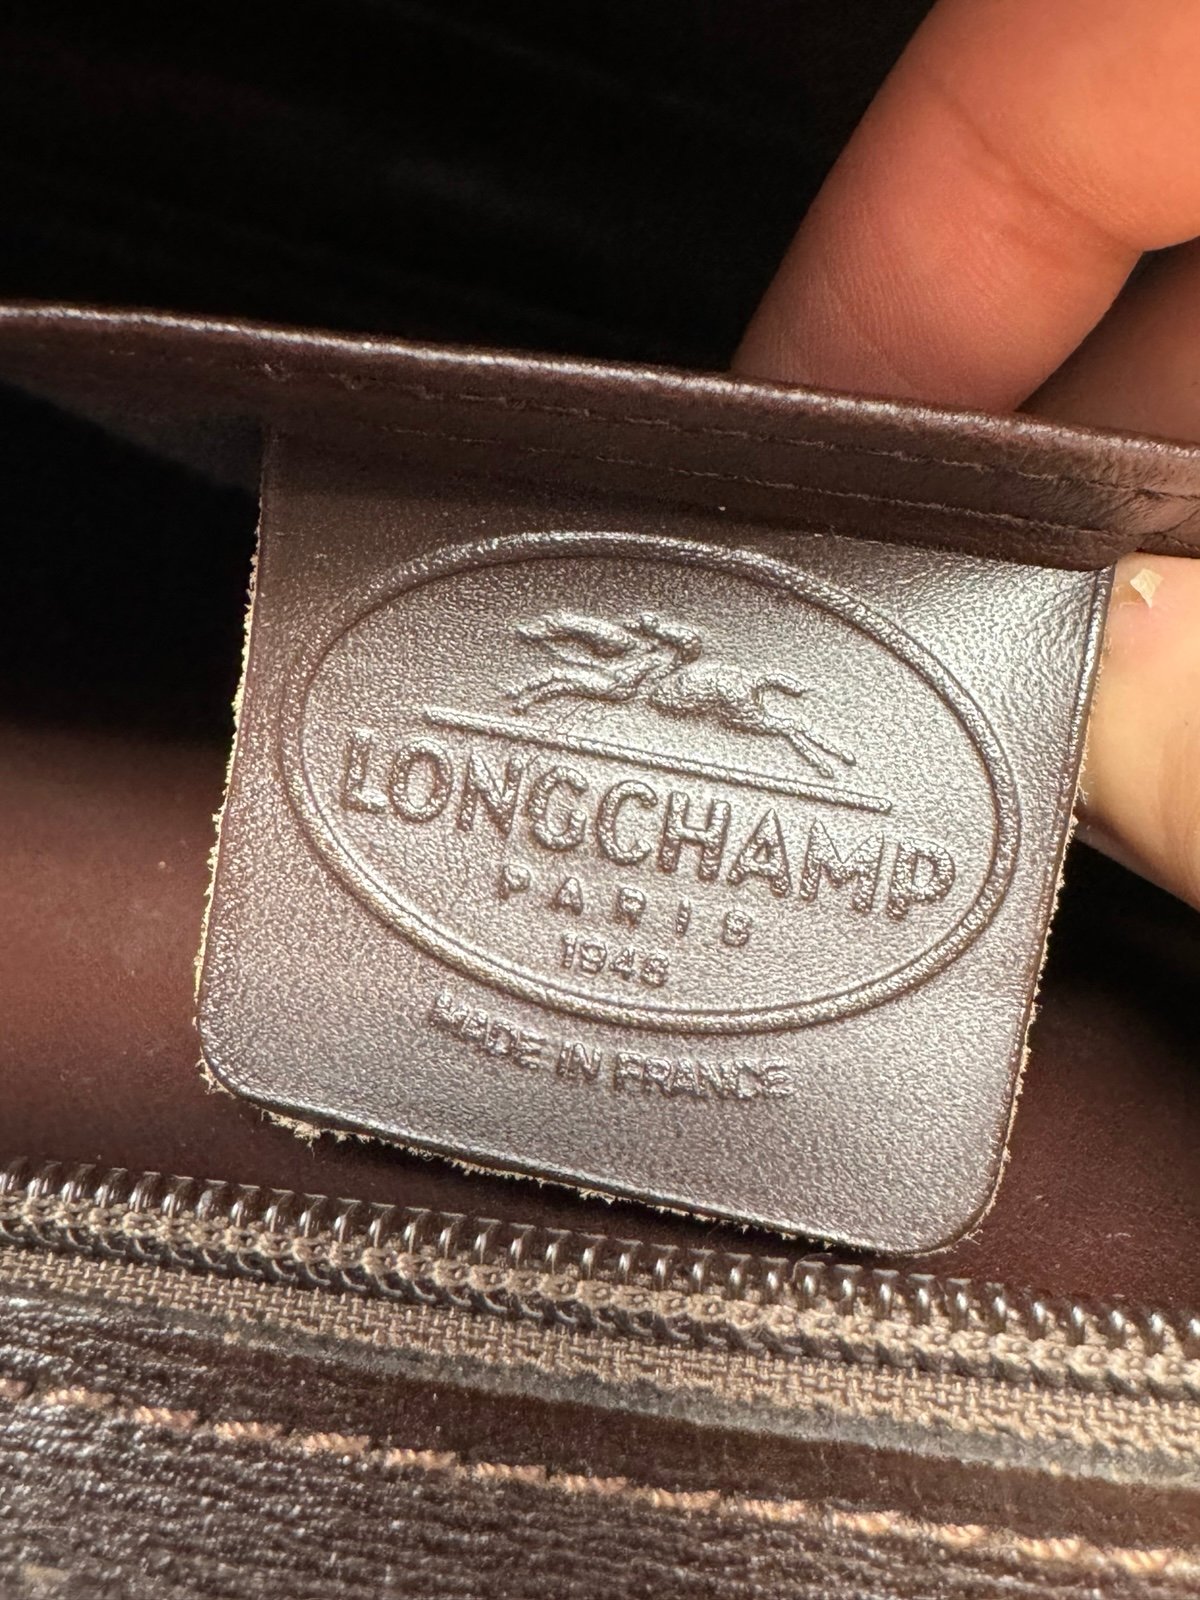 LONGCHAMP
PARIS
1948
MADE IN FRANCE